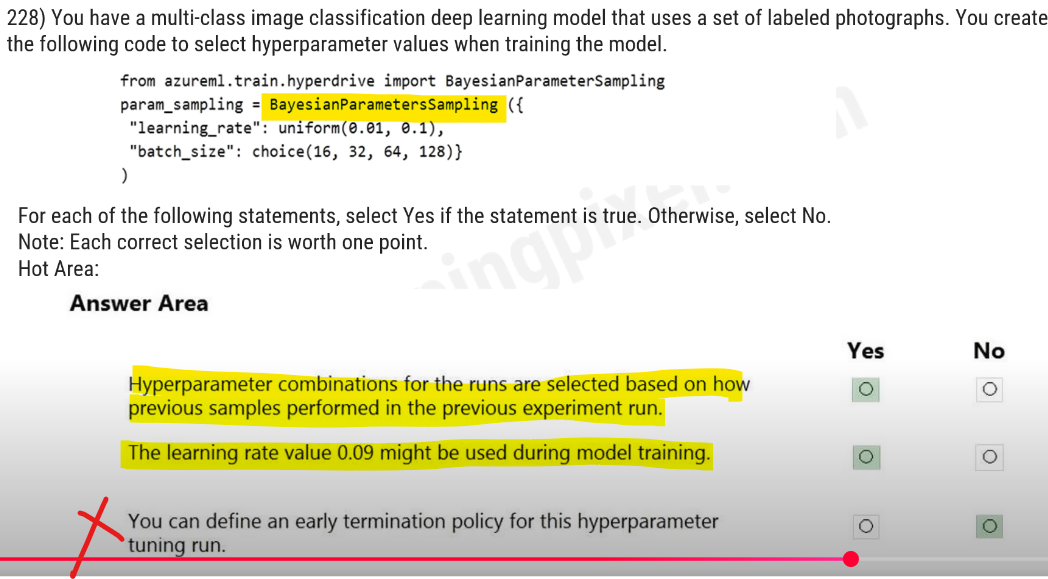 228) You have a multi-class image classification deep learning model that uses a set of labeled photographs. You create
the following code to select hyperparameter values when training the model.
from azureml.train.hyperdrive import BayesianParameterSampling
param_sampling = BayesianParametersSampling ({
"learning_rate": uniform(0.01, 0.1),
"batch_size": choice(16, 32, 64, 128)}
)
For each of the following statements, select Yes if the statement is true. Otherwise, select No.
Note: Each correct selection is worth one point.
Hot Area:
Answer Area
Yes No
Hyperparameter combinations for the runs are selected based on how
previous samples performed in the previous experiment run.
The learning rate value 0.09 might be used during model training.
You can define an early termination policy for this hyperparameter
tuning run.